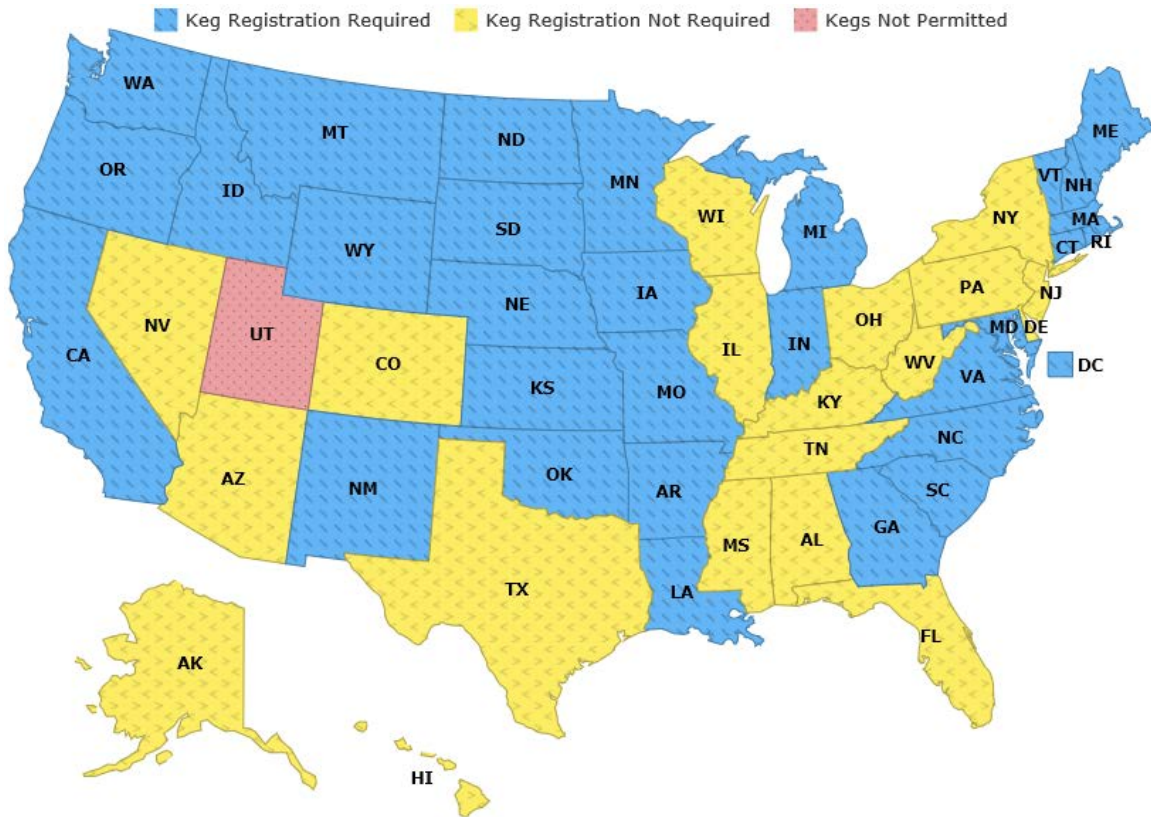 Keg Registration Required Keg Registration Not Required Kegs Not Permitted
WA
ME
MT
ND
OR
VT
MN
ID
NH
WI
NY
MA
SD
MI
RI
CT
WY
IA
PA
NE
NJ
OH
NV
MD DE
UT
IL
IN
CA
CO
WV
DC
VA
KS
MO
KY
NC
TN
AZ
OK
NM
AR
SC
GA
MS
AL
TX
LA
FL
AK
HI